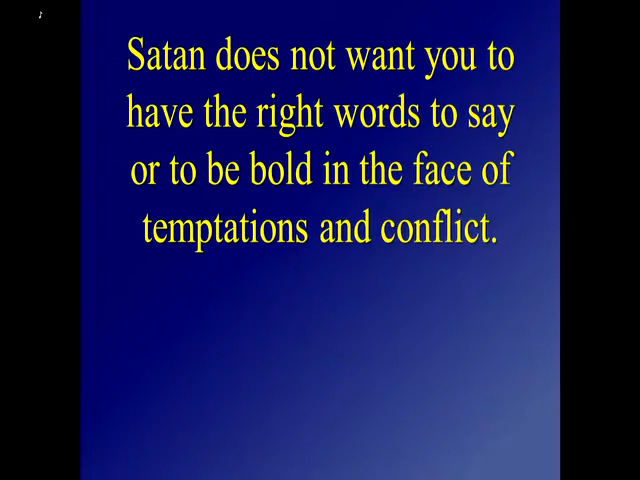 Satan does not want you to
have the right words to say
or to be bold in the face of
temptations and conflict.